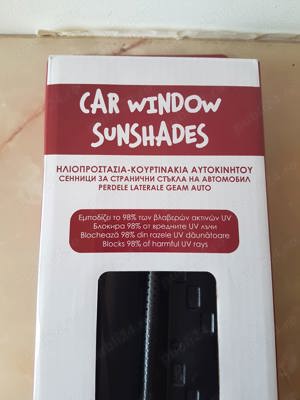 CAR WINDOW
SUNSHADES
ΗΛΙΟΠΡΟΣΤΑΣΙΑ-ΚΟΥΡΤΙΝΑΚΙΑ ΑΥΤΟΚΙΝΗΤΟΥ
СЕННИЦИ ЗА СТРАНИЧНИ СТЪКЛА НА АВТОМОБИЛ
PERDELE LATERALE GEAM AUTO
Εμποδίζει το 98% των βλαβερών ακτινών UV
Блокира 98% от вредните UV лъчи
Blochează 98% din razele UV dăunătoare
Blocks 98% of harmful UV rays